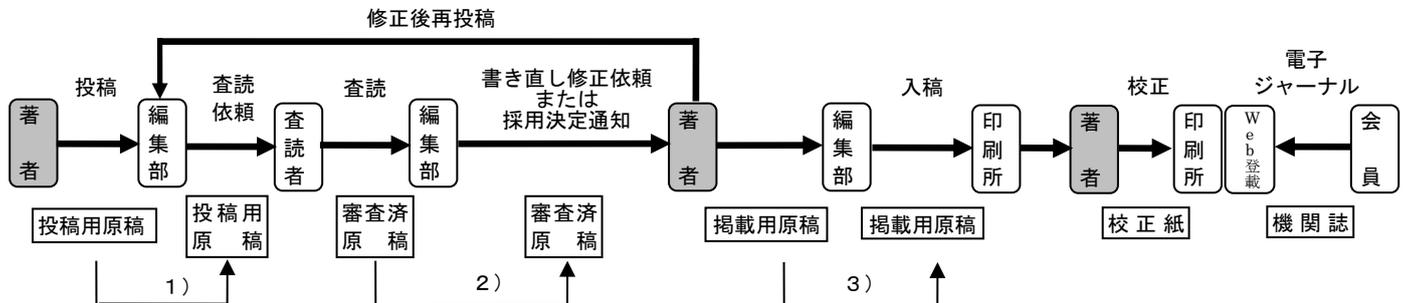 修正後再投稿
投稿
査読
依頼
査読
書き直し修正依頼
または
採用決定通知
入稿
校正
電子
ジャーナル
著者
編集部
査読者
編集部
著者
編集部
印刷所
著者
印刷所
Web登載
会員
投稿用原稿
投稿用
原稿
審査済
原稿
審査済
原稿
掲載用原稿
掲載用原稿
校正紙
機関誌
1）
2）
3）